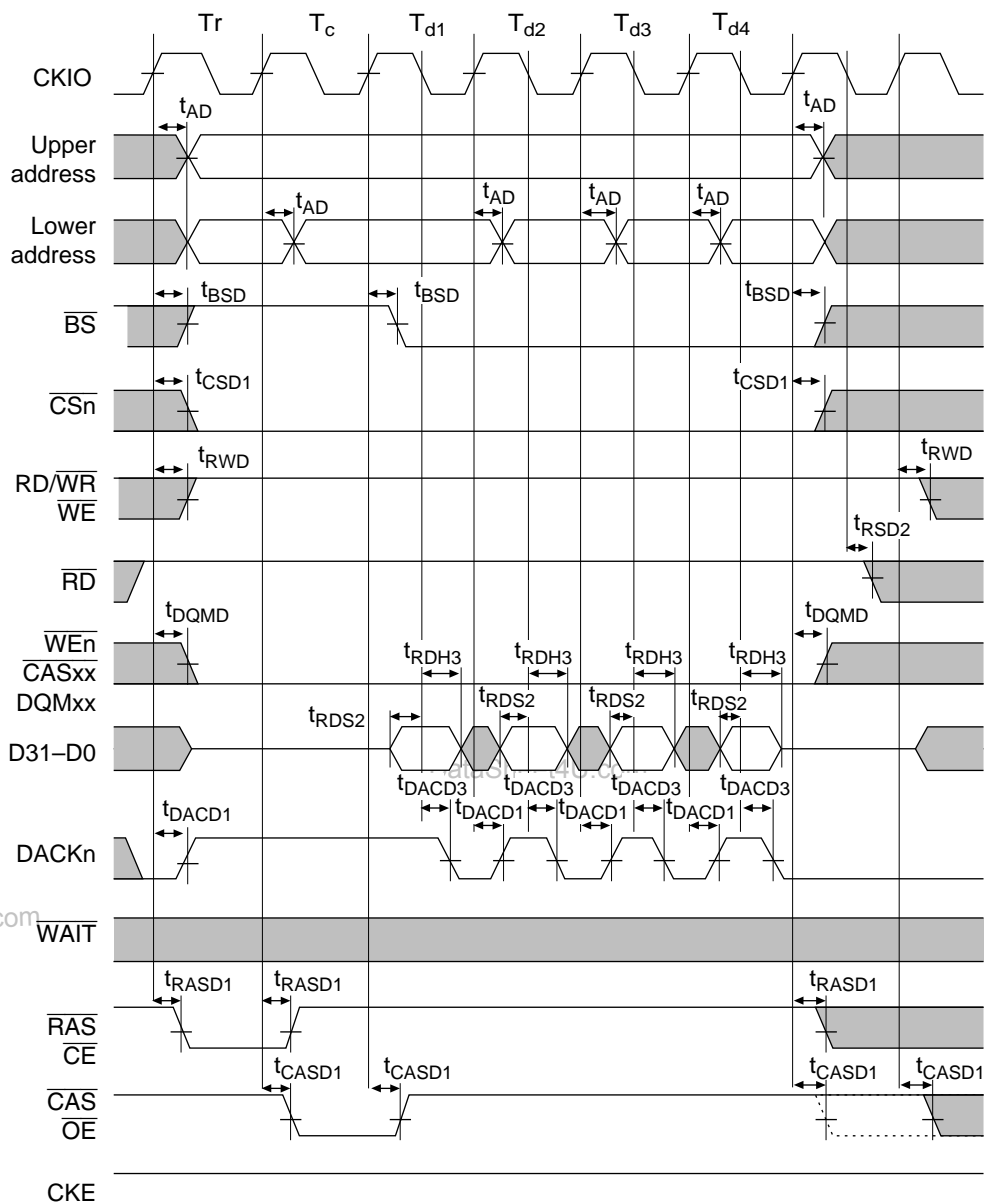 Tr Tc Td1 Td2 Td3 Td4
CKIO
tAD tAD
Upper
address
tAD tAD tAD tAD
Lower
address
tBSD tBSD tBSD
BS
tCSD1 tCSD1
CSn
tRWD tRWD
RD/WR
WE
tRSD2
RD
tDQMD tDQMD
WEn
CASxx
DQMxx
tRDH3 tRDH3 tRDH3 tRDH3
tRDS2 tRDS2 tRDS2 tRDS2
D31–D0
tDACD3 tDACD3 tDACD3 tDACD3
tDACD1 tDACD1 tDACD1 tDACD1
DACKn
com
WAIT
tRASD1 tRASD1 tRASD1
RAS
CE
tCASD1 tCASD1 tCASD1 tCASD1
CAS
OE
CKE